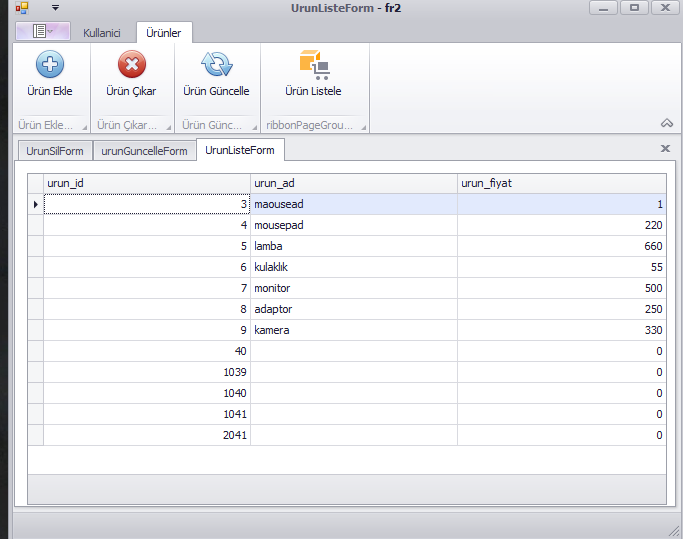 UrunListeForm - fr2
Kullanici Ürünler
Ürün Ekle Ürün Çıkar Ürün Güncelle Ürün Listele
Ürün Ekle... Ürün Çıkar... Ürün Günc... ribbonPageGrou...
UrunSilForm urunGuncelleForm UrunListeForm
urun_id urun_ad urun_fiyat
3 maousead 1
4 mousepad 220
5 lamba 660
6 kulaklık 55
7 monitor 500
8 adaptor 250
9 kamera 330
40 0
1039 0
1040 0
1041 0
2041 0